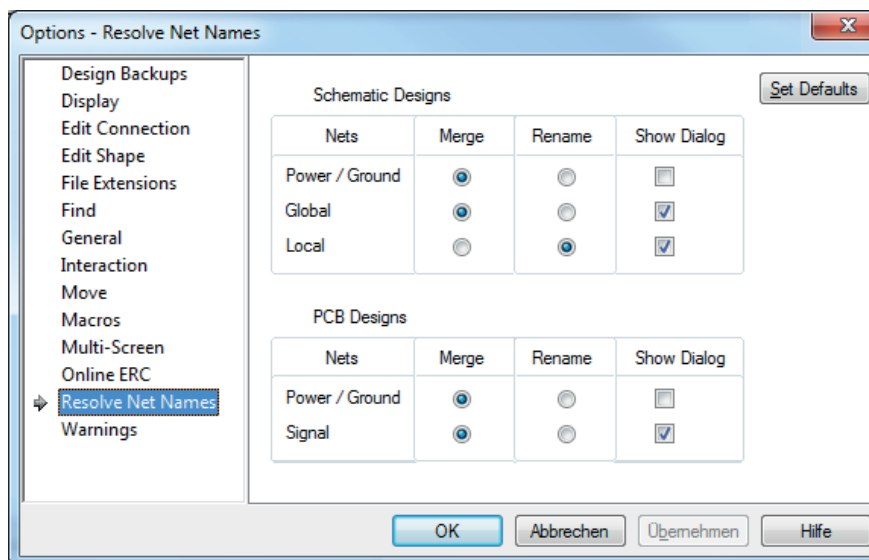 Options - Resolve Net Names
Design Backups
Display
Edit Connection
Edit Shape
File Extensions
Find
General
Interaction
Move
Macros
Multi-Screen
Online ERC
Resolve Net Names
Warnings
Schematic Designs
Set Defaults
Nets Merge Rename Show Dialog
Power / Ground
Global
Local
PCB Designs
Nets Merge Rename Show Dialog
Power / Ground
Signal
OK Abbrechen Übernehmen Hilfe